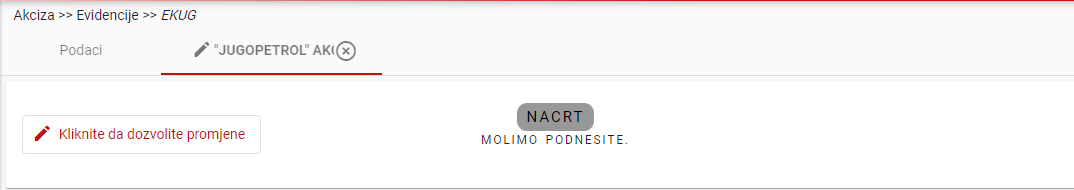 Akciza >> Evidencije >> EKUG
Podaci
"JUGOPETROL" AK
Kliknite da dozvolite promjene
NACRT
MOLIMO PODNESITE.